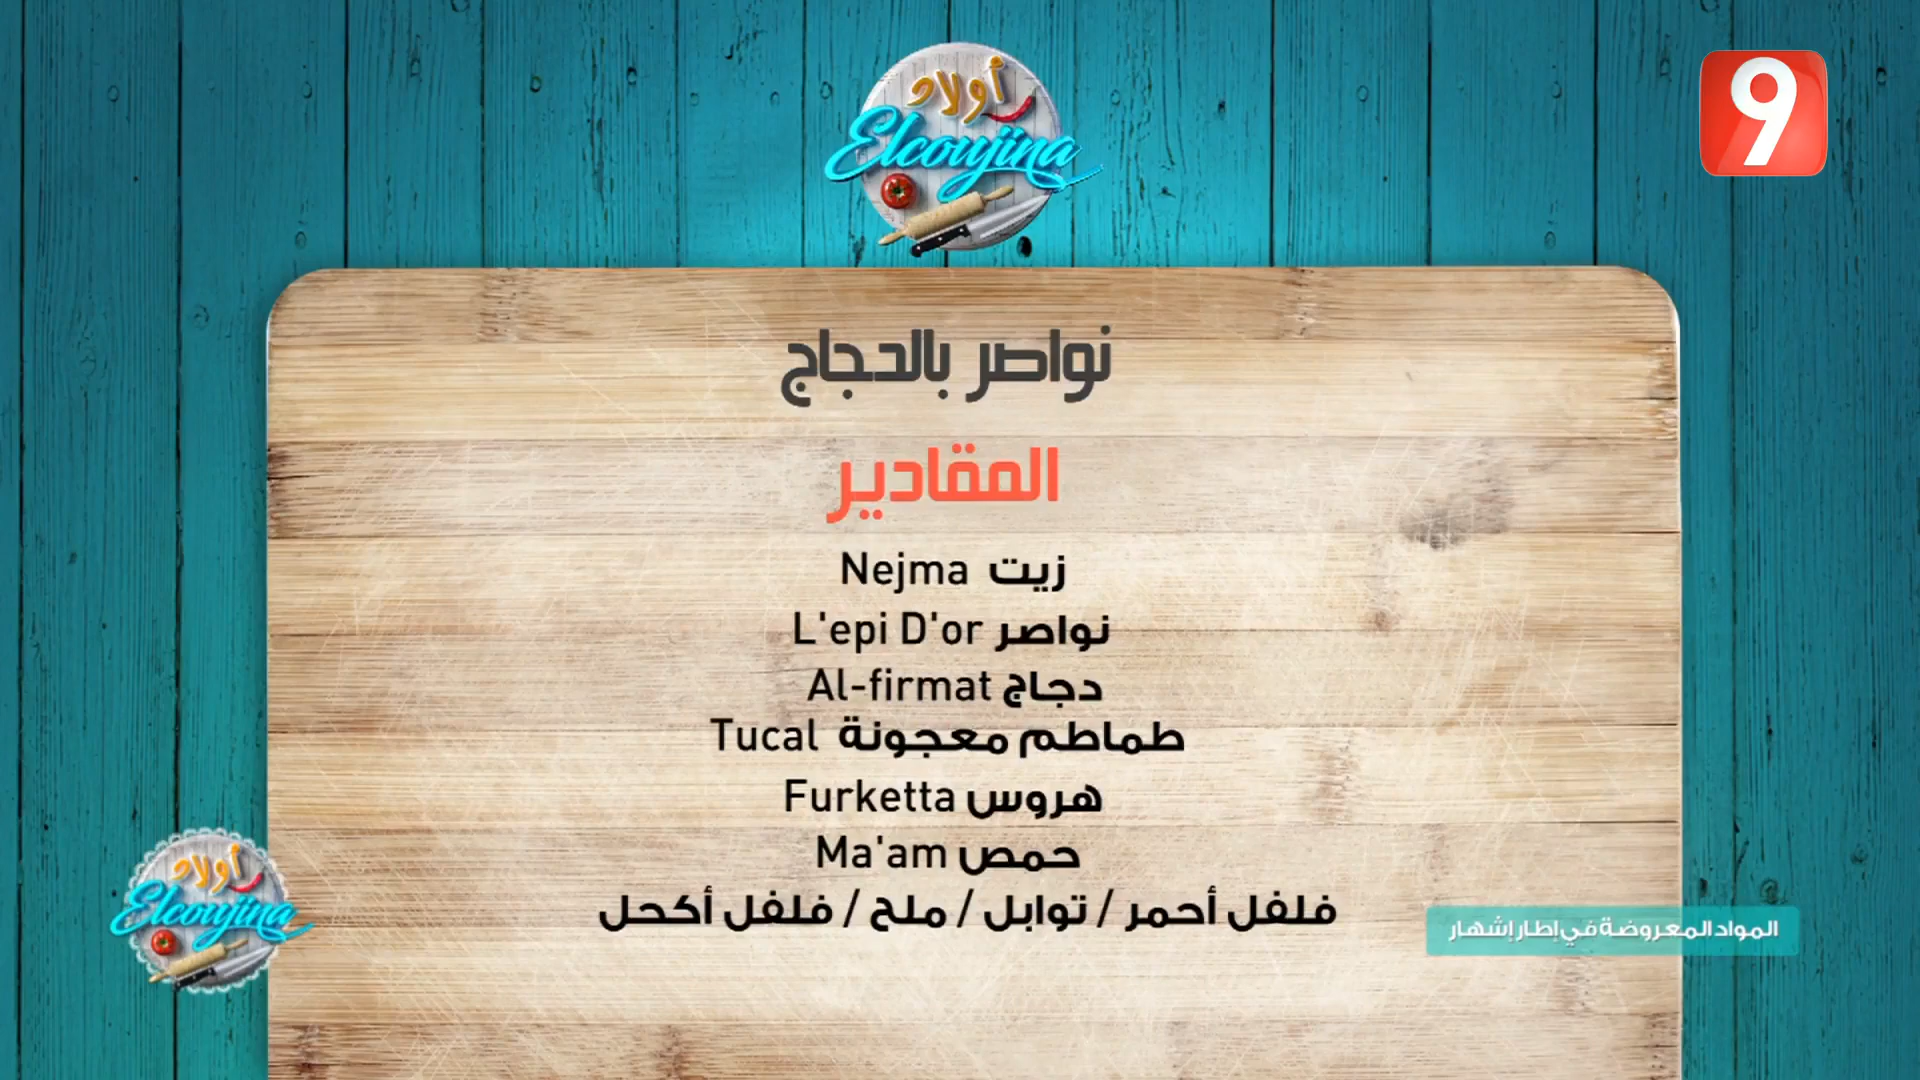 أولاد
Elcoujina
9
نواصر بالدجاج
المقادير
زيت Nejma
نواصر L'epi D'or
دجاج Al-firmat
طماطم معجونة Tucal
هروس Furketta
حمص Ma'am
فلفل أحمر / توابل / ملح / فلفل أكحل
أولاد
Elcoujina
المواد المعروضة في إطار إشهار